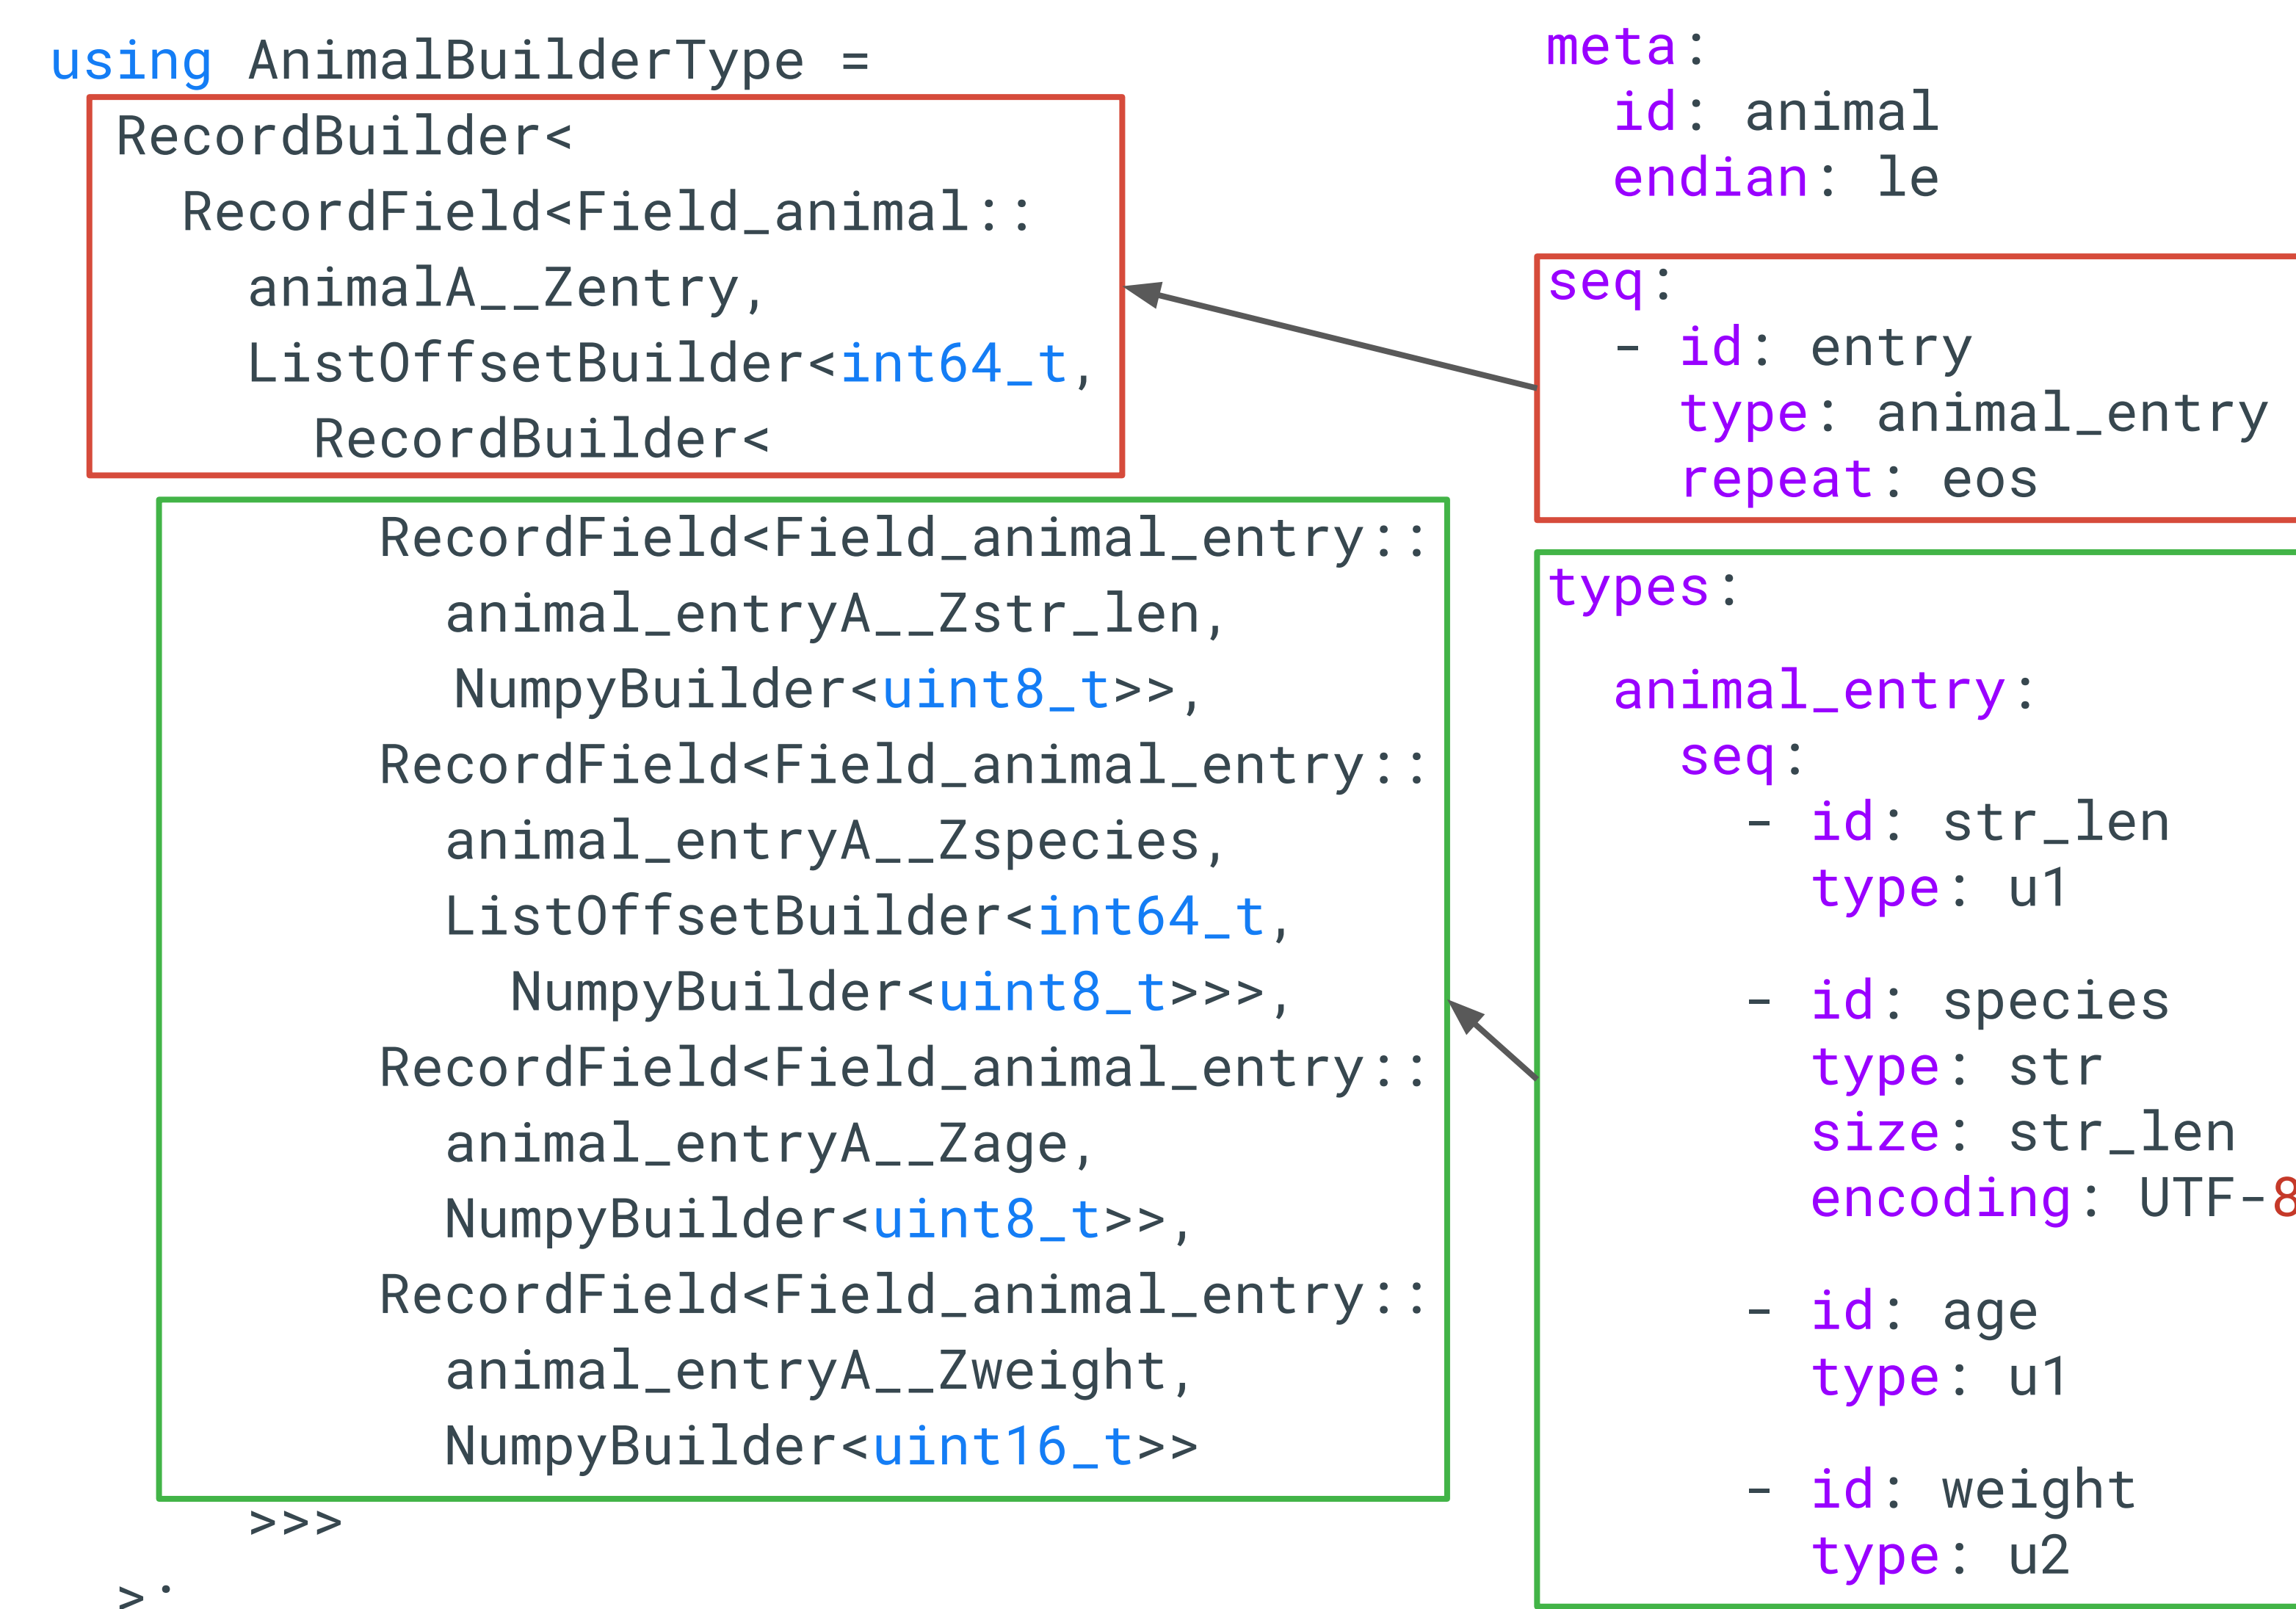 using AnimalBuilderType =
RecordBuilder<
RecordField<Field_animal::
animalA__Zentry,
ListOffsetBuilder<int64_t,
RecordBuilder<
RecordField<Field_animal_entry::
animal_entryA__Zstr_len,
NumpyBuilder<uint8_t>>,
RecordField<Field_animal_entry::
animal_entryA__Zspecies,
ListOffsetBuilder<int64_t,
NumpyBuilder<uint8_t>>>,
RecordField<Field_animal_entry::
animal_entryA__Zage,
NumpyBuilder<uint8_t>>,
RecordField<Field_animal_entry::
animal_entryA__Zweight,
NumpyBuilder<uint16_t>>
>>>
>;
meta:
id: animal
endian: le
seq:
- id: entry
type: animal_entry
repeat: eos
types:
animal_entry:
seq:
- id: str_len
type: u1
- id: species
type: str
size: str_len
encoding: UTF-8
- id: age
type: u1
- id: weight
type: u2